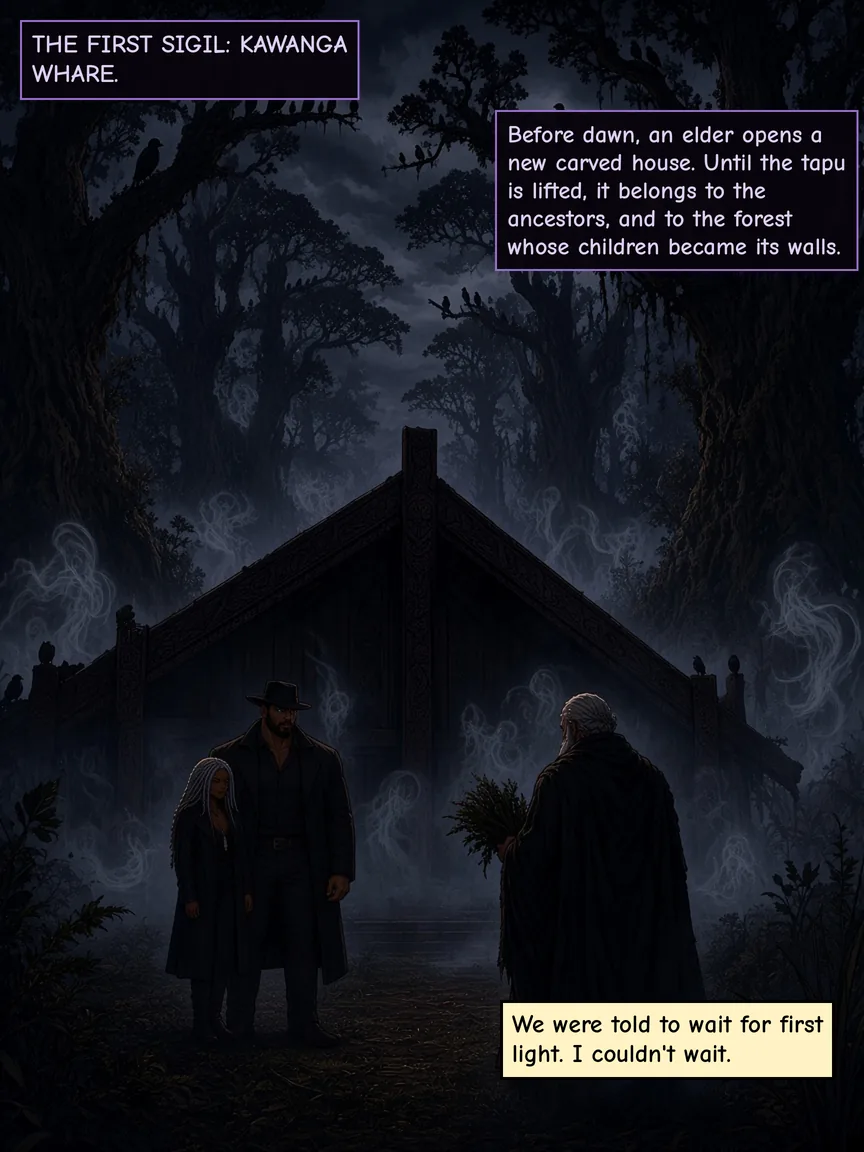 THE FIRST SIGIL: KAWANGA
WHARE.
Before dawn, an elder opens a
new carved house. Until the tapu
is lifted, it belongs to the
ancestors, and to the forest
whose children became its walls.
We were told to wait for first
light. I couldn't wait.